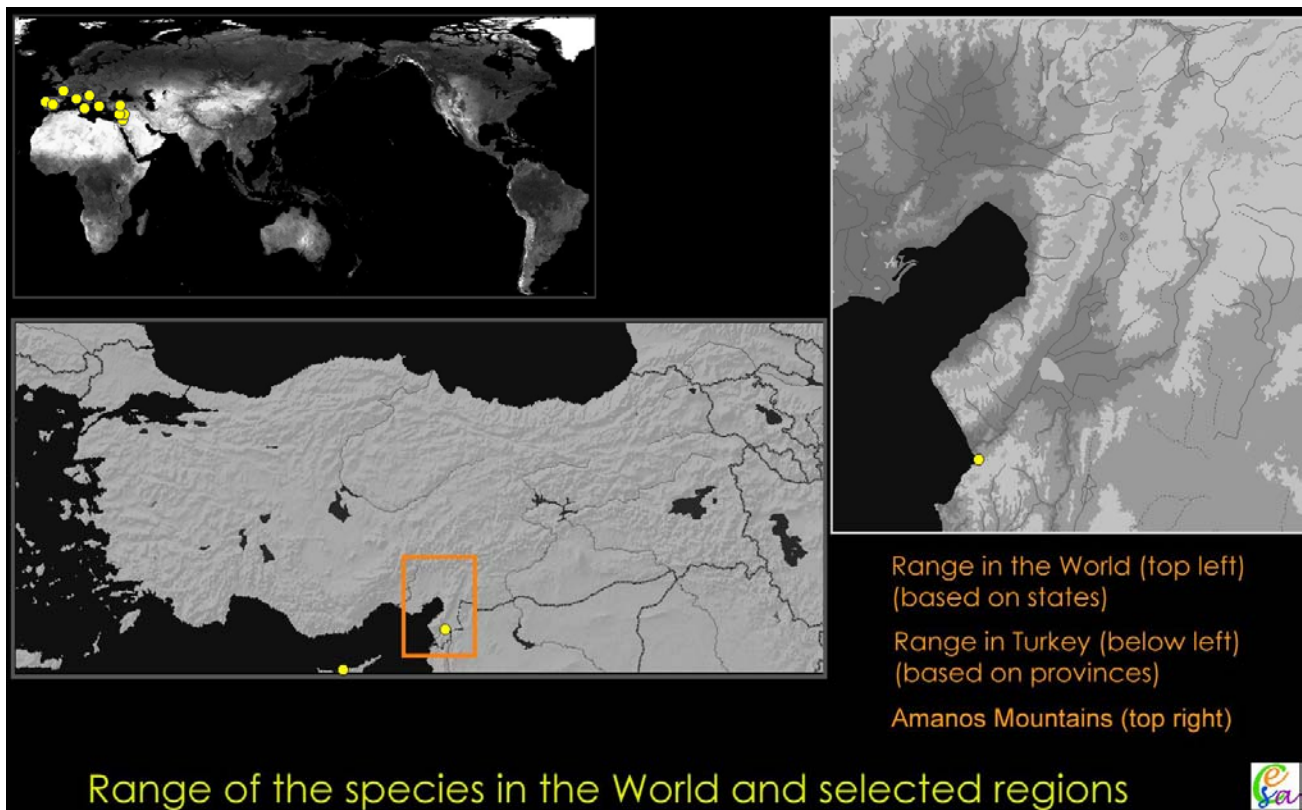 Range in the World (top left)
(based on states)
Range in Turkey (below left)
(based on provinces)
Amanos Mountains (top right)
Range of the species in the World and selected regions
esa